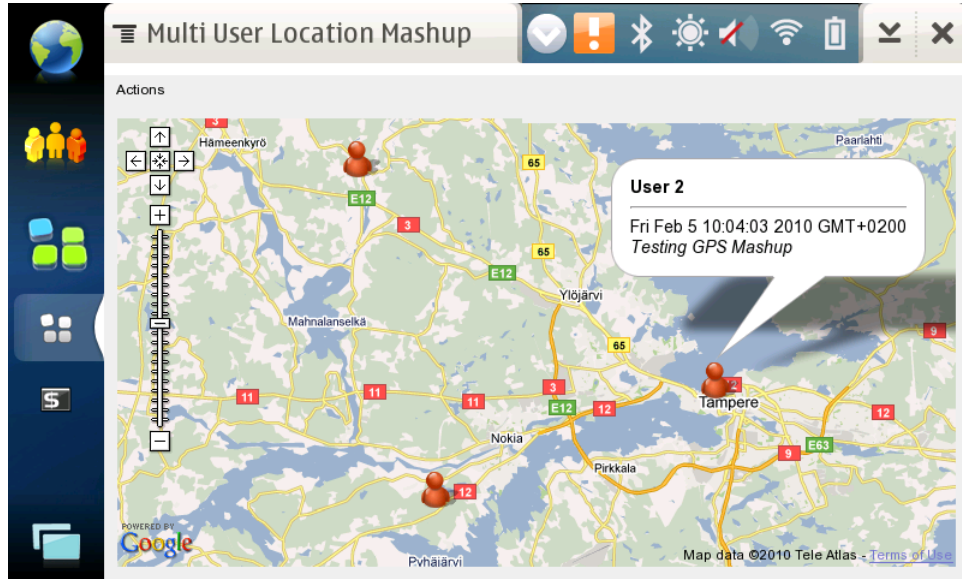 Multi User Location Mashup
Actions
3
Hämeenkyrö
Paarlahti
65
E12
3
65
E12
Ylöjärvi
Mahnalanselkä
65
9
11
11
11
3
E12
12
2
Tampere
12
Nokia
9
E63
Pirkkala
12
User 2
Fri Feb 5 10:04:03 2010 GMT+0200
Testing GPS Mashup
$
POWERED BY
Google
Pyhäjärvi
Map data ©2010 Tele Atlas - Terms of Use